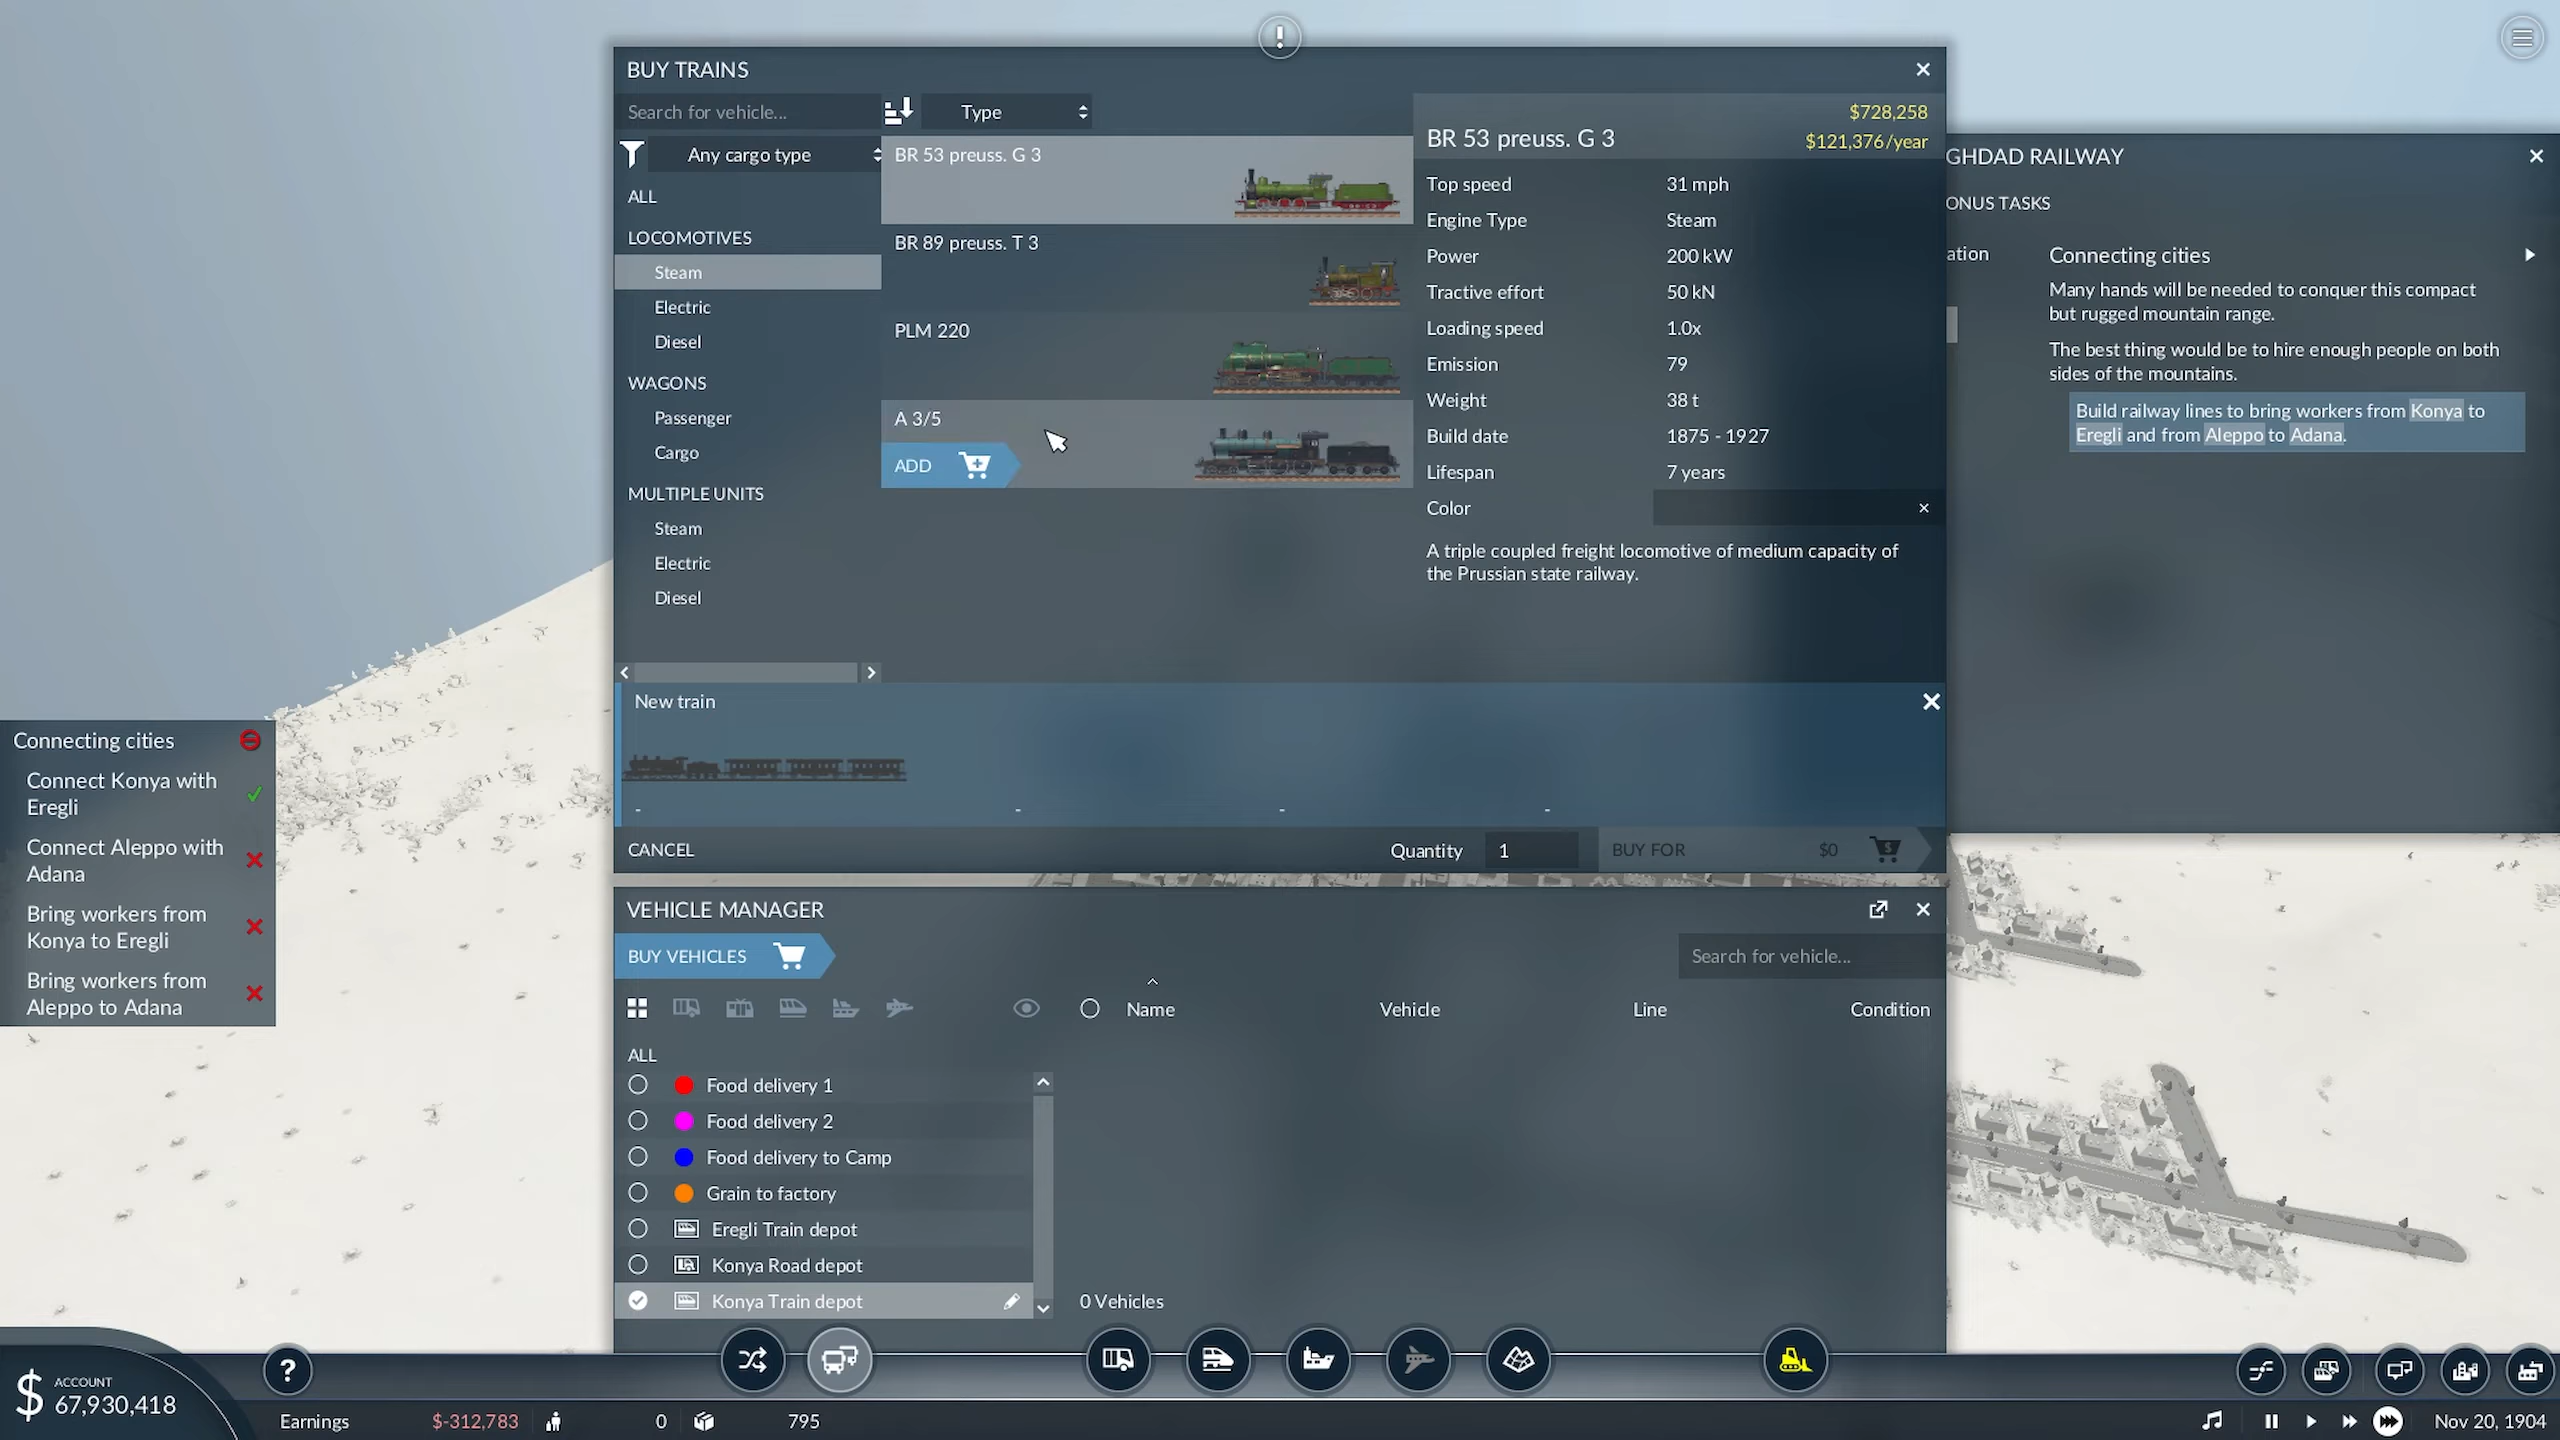 BUY TRAINS
Search for vehicle...
Type
Any cargo type
ALL
LOCOMOTIVES
Steam
Electric
Diesel
WAGONS
Passenger
Cargo
MULTIPLE UNITS
Steam
Electric
Diesel
BR 53 preuss. G 3
BR 89 preuss. T 3
PLM 220
A 3/5
ADD
BR 53 preuss. G 3
$728,258
$121,376/year
Top speed 31 mph
Engine Type Steam
Power 200 kW
Tractive effort 50 kN
Loading speed 1.0x
Emission 79
Weight 38 t
Build date 1875 - 1927
Lifespan 7 years
Color
A triple coupled freight locomotive of medium capacity of
the Prussian state railway.
New train
- - - -
CANCEL
Quantity 1
BUY FOR $0
GHDAD RAILWAY
ONUS TASKS
ation
Connecting cities
Many hands will be needed to conquer this compact
but rugged mountain range.
The best thing would be to hire enough people on both
sides of the mountains.
Build railway lines to bring workers from Konya to
Eregli and from Aleppo to Adana.
Connecting cities
Connect Konya with
Eregli
Connect Aleppo with
Adana
Bring workers from
Konya to Eregli
Bring workers from
Aleppo to Adana
VEHICLE MANAGER
BUY VEHICLES
Search for vehicle...
Name Vehicle Line Condition
ALL
Food delivery 1
Food delivery 2
Food delivery to Camp
Grain to factory
Eregli Train depot
Konya Road depot
Konya Train depot
0 Vehicles
$ ACCOUNT
67,930,418
?
Earnings $-312,783 0 795
Nov 20, 1904